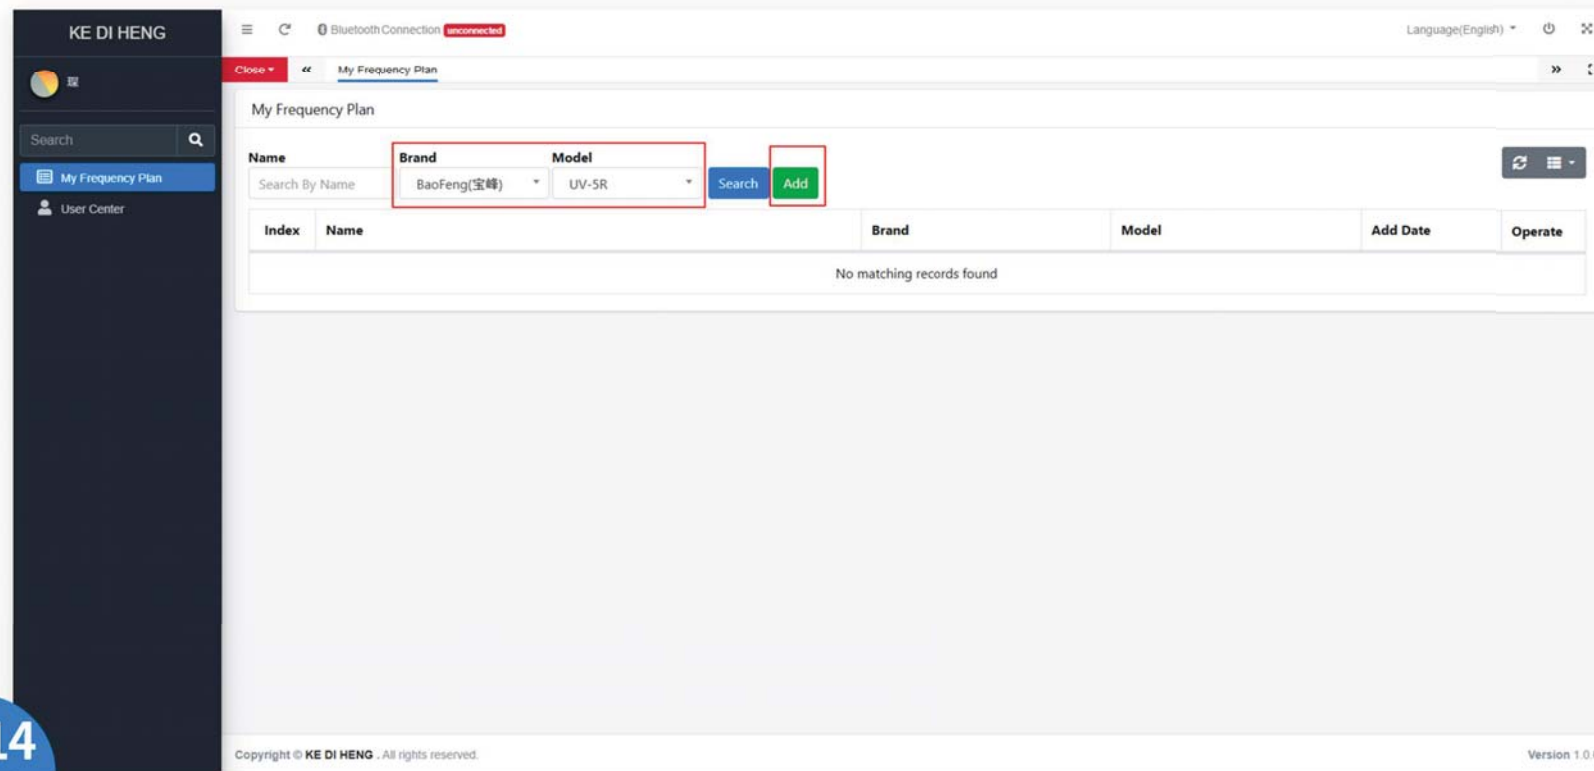 KE DI HENG
Bluetooth Connection unconnected
Language(English)
琛
Close
My Frequency Plan
My Frequency Plan
Search
Name
Brand
Model
Search By Name
BaoFeng(宝峰)
UV-5R
Search
Add
My Frequency Plan
User Center
Index
Name
Brand
Model
Add Date
Operate
No matching records found
14
Copyright © KE DI HENG . All rights reserved.
Version 1.0.